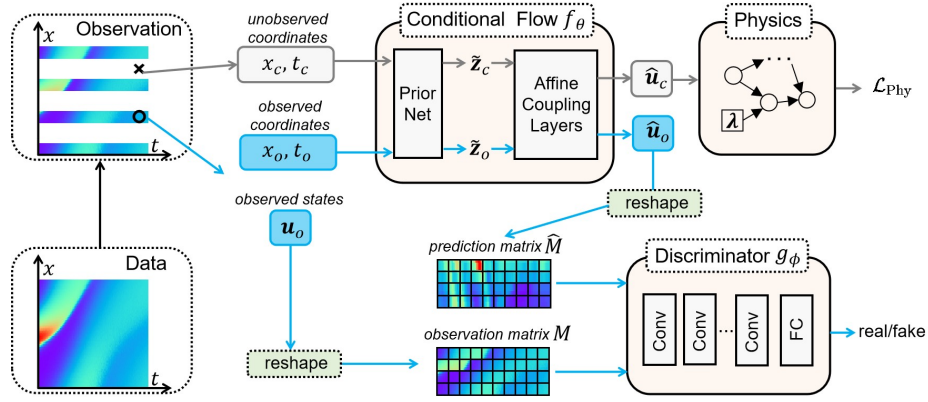 x
Observation
t
unobserved
coordinates
x_c, t_c
observed
coordinates
x_o, t_o
Conditional Flow f_θ
Prior
Net
z̃_c
z̃_o
Affine
Coupling
Layers
û_c
û_o
Physics
λ
ℒ_Phy
reshape
observed states
u_o
reshape
x
Data
t
prediction matrix M̂
observation matrix M
Discriminator g_ϕ
Conv
Conv
...
Conv
FC
real/fake